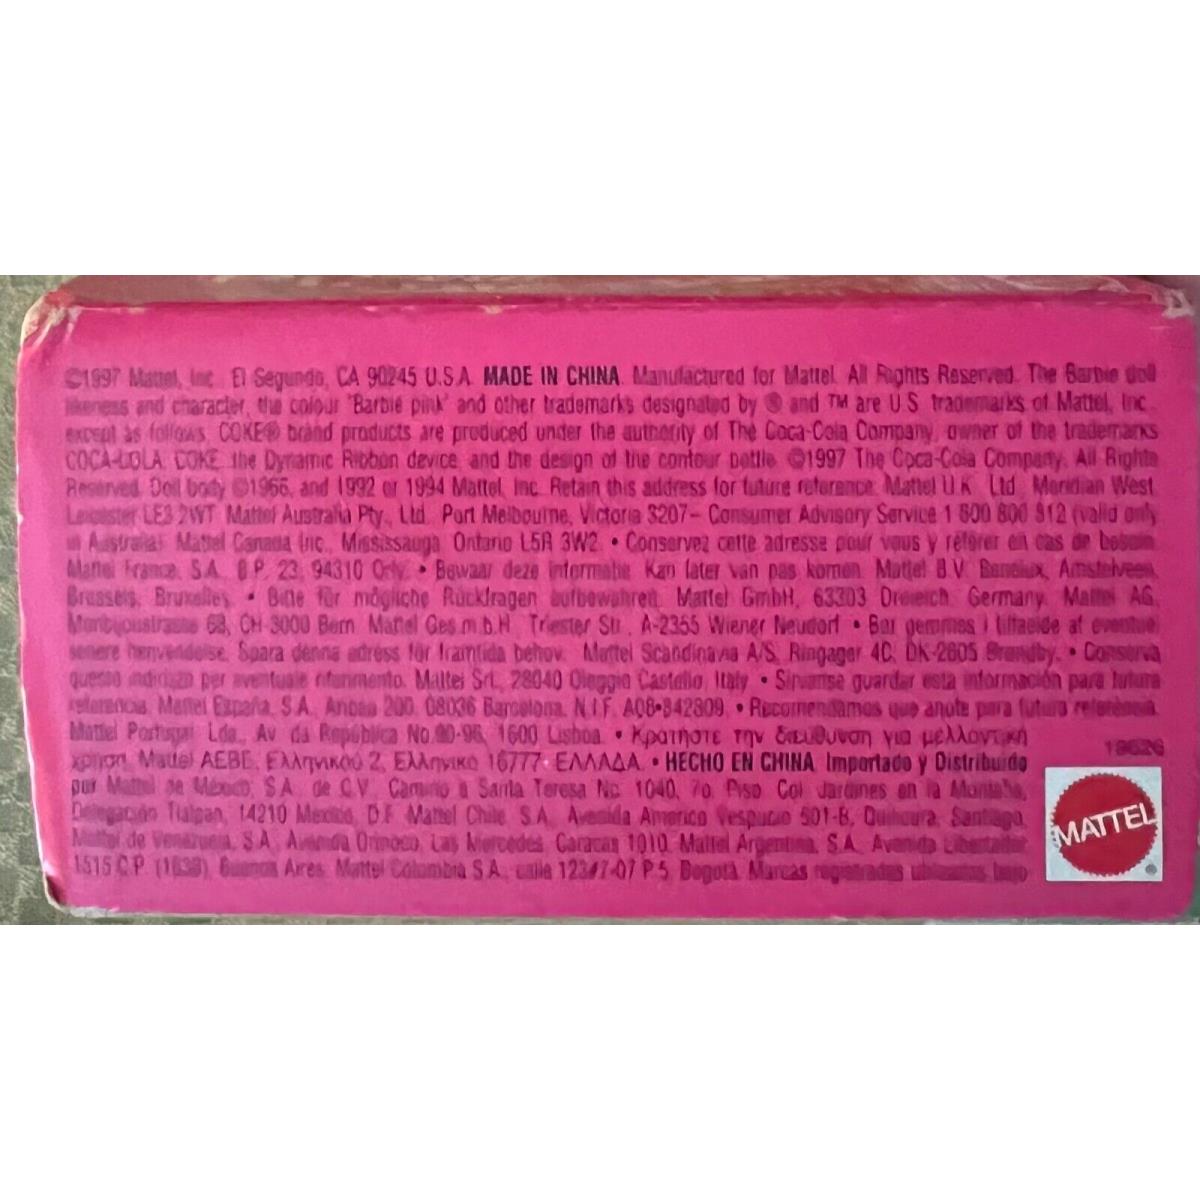 ©1997 Mattel, Inc. El Segundo, CA 90245 U.S.A. MADE IN CHINA. Manufactured for Mattel. All Rights Reserved. The Barbie doll
likeness and character, the colour "Barbie pink" and other trademarks designated by ® and ™ are U.S. trademarks of Mattel, Inc.
except as follows. COKE® brand products are produced under the authority of The Coca-Cola Company, owner of the trademarks
COCA-COLA, COKE, the Dynamic Ribbon device, and the design of the contour bottle. ©1997 The Coca-Cola Company. All Rights
Reserved. Doll body ©1966, and 1992 or 1994 Mattel, Inc. Retain this address for future reference: Mattel U.K. Ltd., Meridian West,
Leicester LE3 2WT. Mattel Australia Pty., Ltd. Port Melbourne, Victoria 3207– Consumer Advisory Service 1 800 800 812 (valid only
in Australia). Mattel Canada Inc., Mississauga, Ontario L5R 3W2. • Conservez cette adresse pour vous y référer en cas de besoin.
Mattel France, S.A., B.P. 23, 94310 Orly. • Bewaar deze informatie. Kan later van pas komen. Mattel B.V. Benelux, Amstelveen,
Brussels, Bruxelles. • Bitte für mögliche Rückfragen aufbewahren. Mattel GmbH, 63303 Dreieich, Germany. Mattel AG,
Monbijoustrasse 68, CH-3000 Bern. Mattel Ges.m.b.H., Triester Str., A-2355 Wiener Neudorf • Bør gemmes i tilfælde af eventuel
senere henvendelse. Spara denna adress för framtida behov. Mattel Scandinavia A/S, Ringager 4C, DK-2605 Brøndby. • Conserva
questo indirizzo per eventuale riferimento. Mattel Srl., 28040 Oleggio Castello, Italy. • Sírvanse guardar esta información para futura
referencia. Mattel España, S.A., Aribau 200, 08036 Barcelona. N.I.F. A08-842809. • Recomendamos que anote para futura referência.
Mattel Portugal Lda., Av. da República No. 90-96, 1600 Lisboa. • Κρατήστε την διεύθυνση για μελλοντική
χρήση. Mattel ΑΕΒΕ, Ελληνικού 2, Ελληνικό 16777 · ΕΛΛΑΔΑ. • HECHO EN CHINA. Importado y Distribuido
por Mattel de México, S.A. de C.V., Camino a Santa Teresa No. 1040, 7o. Piso, Col. Jardines en la Montaña,
Delegación Tlalpan, 14210 México, D.F. Mattel Chile, S.A., Avenida Américo Vespucio 501-B, Quilicura, Santiago.
Mattel de Venezuela, S.A., Avenida Orinoco, Las Mercedes, Caracas 1010. Mattel Argentina, S.A., Avenida Libertador
1515 C.P. (1638), Buenos Aires. Mattel Colombia S.A., calle 123#7-07 P.5, Bogotá. Marcas registradas utilizadas bajo
19626
MATTEL